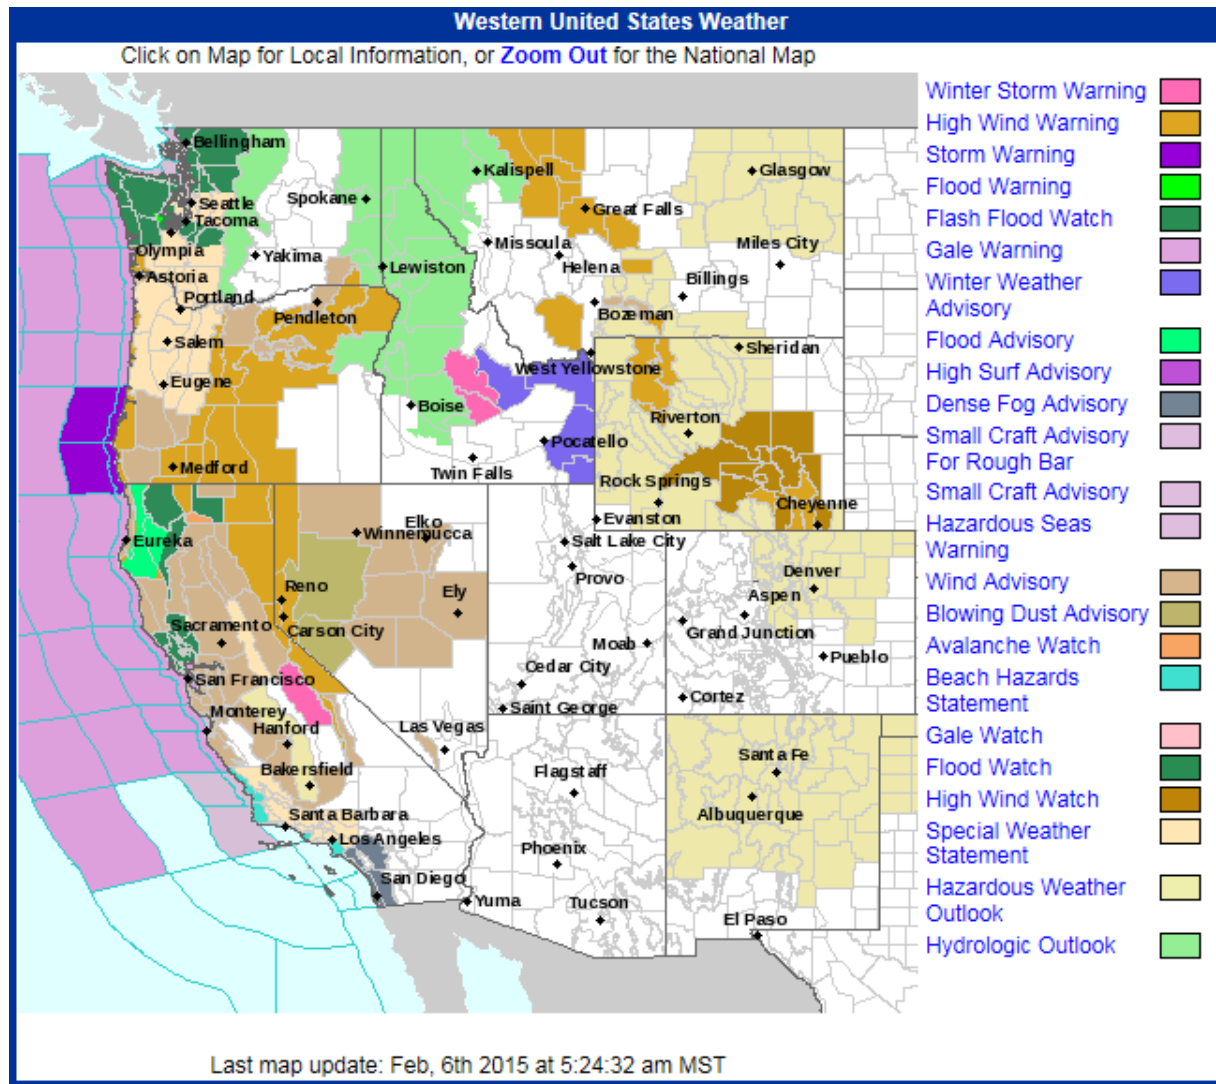 Western United States Weather
Click on Map for Local Information, or Zoom Out for the National Map
Winter Storm Warning
High Wind Warning
Storm Warning
Flood Warning
Flash Flood Watch
Gale Warning
Winter Weather
Advisory
Flood Advisory
High Surf Advisory
Dense Fog Advisory
Small Craft Advisory
For Rough Bar
Small Craft Advisory
Hazardous Seas
Warning
Wind Advisory
Blowing Dust Advisory
Avalanche Watch
Beach Hazards
Statement
Gale Watch
Flood Watch
High Wind Watch
Special Weather
Statement
Hazardous Weather
Outlook
Hydrologic Outlook
Bellingham
Kalispell
Glasgow
Spokane
Seattle
Great Falls
Tacoma
Olympia
Yakima
Missoula
Miles City
Helena
Lewiston
Astoria
Billings
Portland
Pendleton
Bozeman
Salem
Sheridan
West Yellowstone
Eugene
Boise
Riverton
Pocatello
Medford
Twin Falls
Rock Springs
Cheyenne
Evanston
Elko
Winnemucca
Eureka
Salt Lake City
Denver
Provo
Reno
Ely
Aspen
Sacramento
Carson City
Grand Junction
Moab
Pueblo
Cedar City
San Francisco
Cortez
Saint George
Monterey
Las Vegas
Hanford
Santa Fe
Bakersfield
Flagstaff
Santa Barbara
Albuquerque
Los Angeles
Phoenix
San Diego
Yuma
Tucson
El Paso
Last map update: Feb, 6th 2015 at 5:24:32 am MST